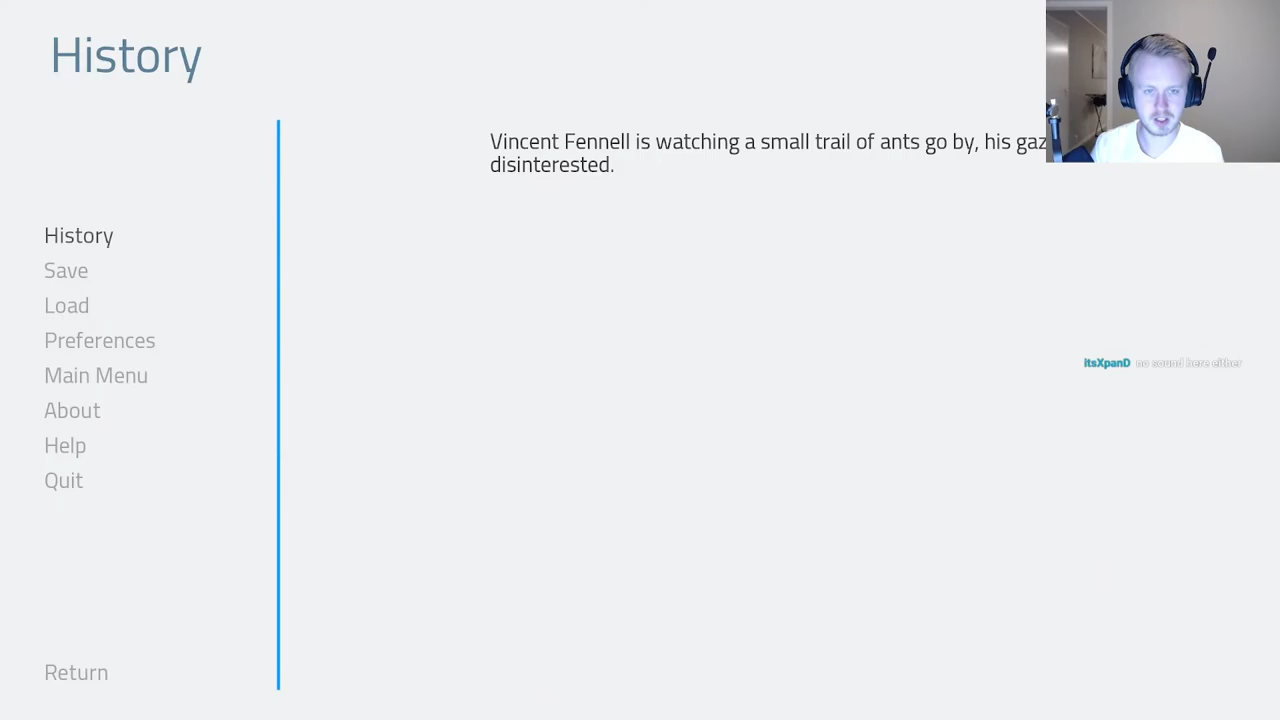 History
Vincent Fennell is watching a small trail of ants go by, his
disinterested.
History
Save
Load
Preferences
Main Menu
About
Help
Quit
itsXpanD no sound here either
Return